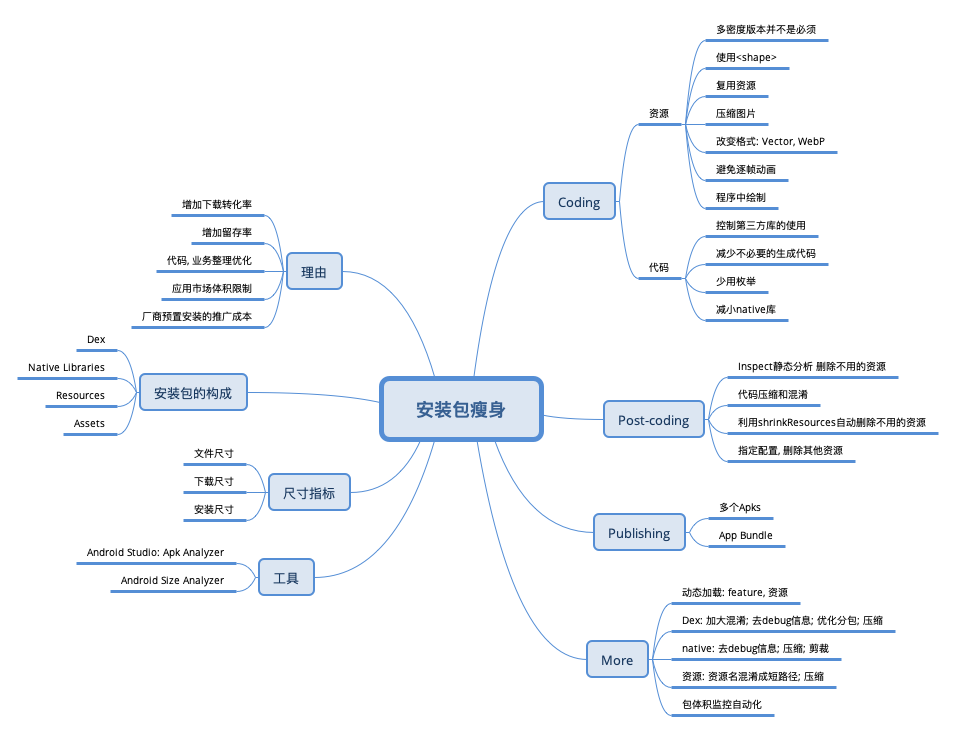 安装包瘦身
理由
增加下载转化率
增加留存率
代码, 业务整理优化
应用市场体积限制
厂商预置安装的推广成本
安装包的构成
Dex
Native Libraries
Resources
Assets
尺寸指标
文件尺寸
下载尺寸
安装尺寸
工具
Android Studio: Apk Analyzer
Android Size Analyzer
Coding
资源
多密度版本并不是必须
使用<shape>
复用资源
压缩图片
改变格式: Vector, WebP
避免逐帧动画
程序中绘制
代码
控制第三方库的使用
减少不必要的生成代码
少用枚举
减小native库
Post-coding
Inspect静态分析 删除不用的资源
代码压缩和混淆
利用shrinkResources自动删除不用的资源
指定配置, 删除其他资源
Publishing
多个Apks
App Bundle
More
动态加载: feature, 资源
Dex: 加大混淆; 去debug信息; 优化分包; 压缩
native: 去debug信息; 压缩; 剪裁
资源: 资源名混淆成短路径; 压缩
包体积监控自动化